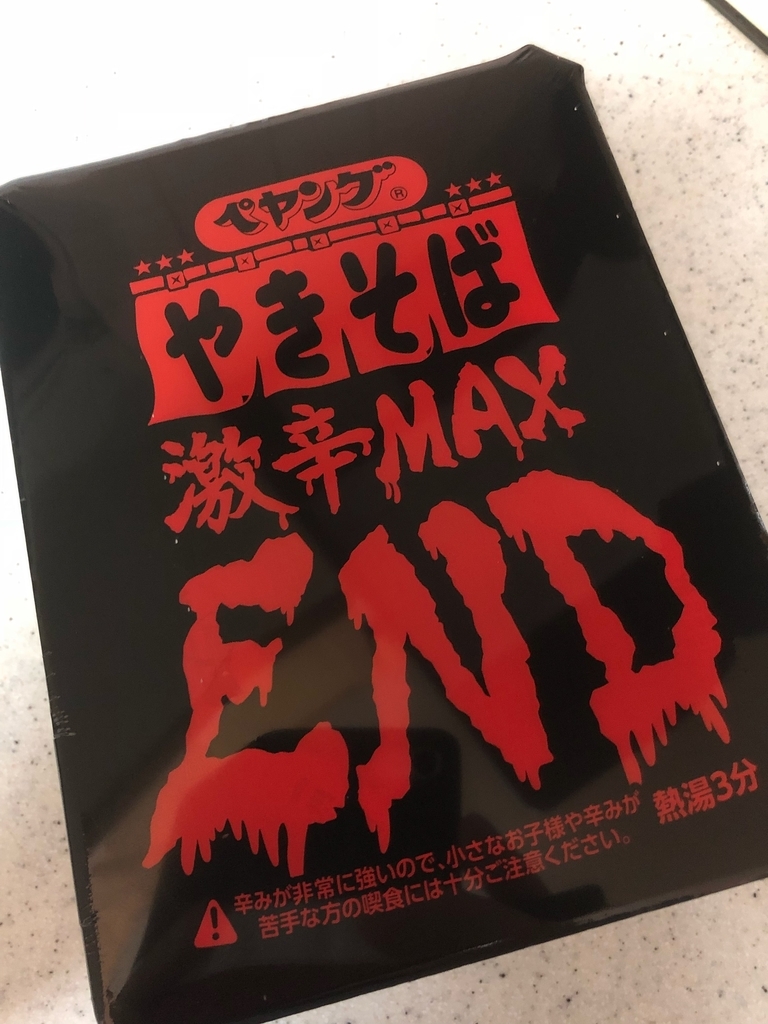 ペヤング®
やきそば
激辛MAX
END
熱湯3分
辛みが非常に強いので、小さなお子様や辛みが
苦手な方の喫食には十分ご注意ください。